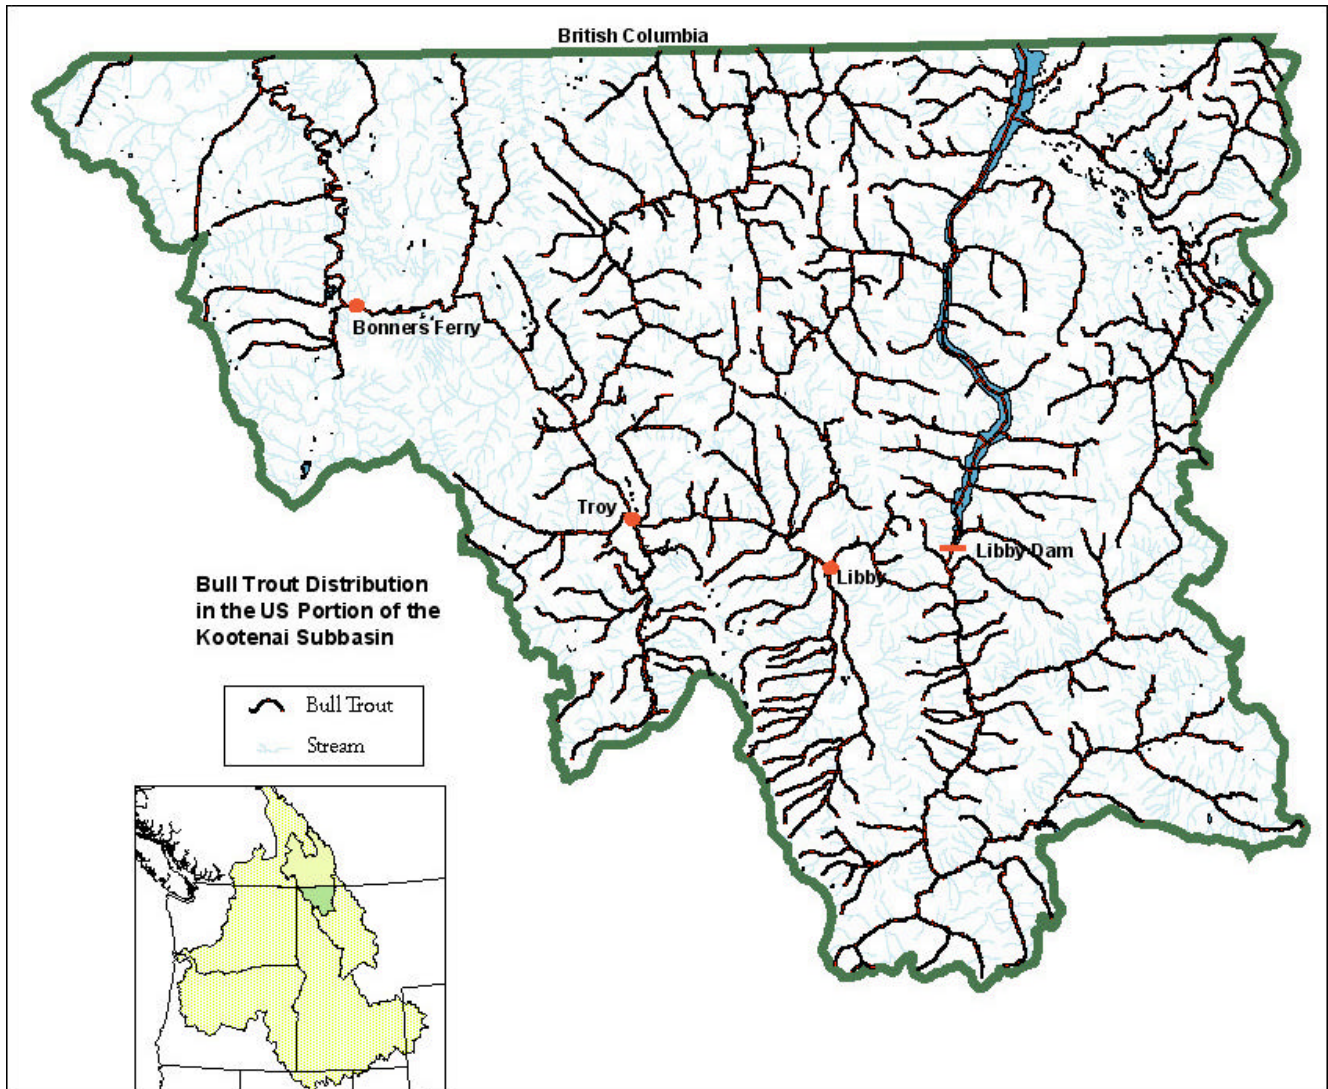 British Columbia
Bonners Ferry
Troy
Libby Dam
Libby
Bull Trout Distribution
in the US Portion of the
Kootenai Subbasin
Bull Trout
Stream